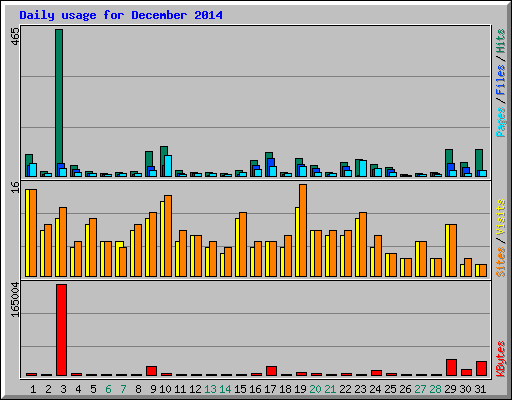 Daily usage for December 2014
465
Pages / Files / Hits
16
Sites / Visits
165004
KBytes
1 2 3 4 5 6 7 8 9 10 11 12 13 14 15 16 17 18 19 20 21 22 23 24 25 26 27 28 29 30 31